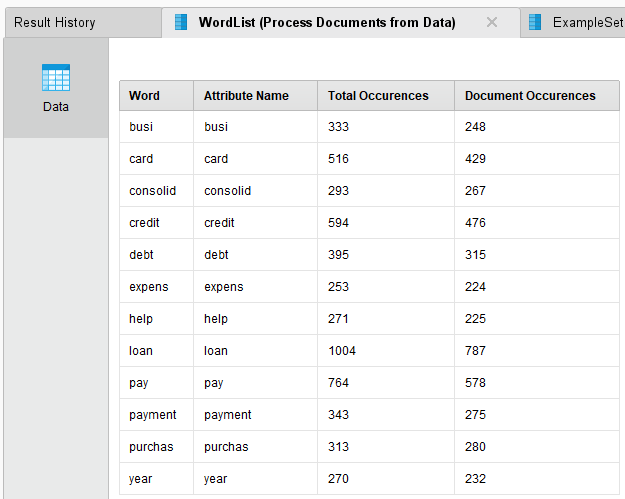 Result History WordList (Process Documents from Data) ExampleSet
Data
Word Attribute Name Total Occurences Document Occurences
busi busi 333 248
card card 516 429
consolid consolid 293 267
credit credit 594 476
debt debt 395 315
expens expens 253 224
help help 271 225
loan loan 1004 787
pay pay 764 578
payment payment 343 275
purchas purchas 313 280
year year 270 232